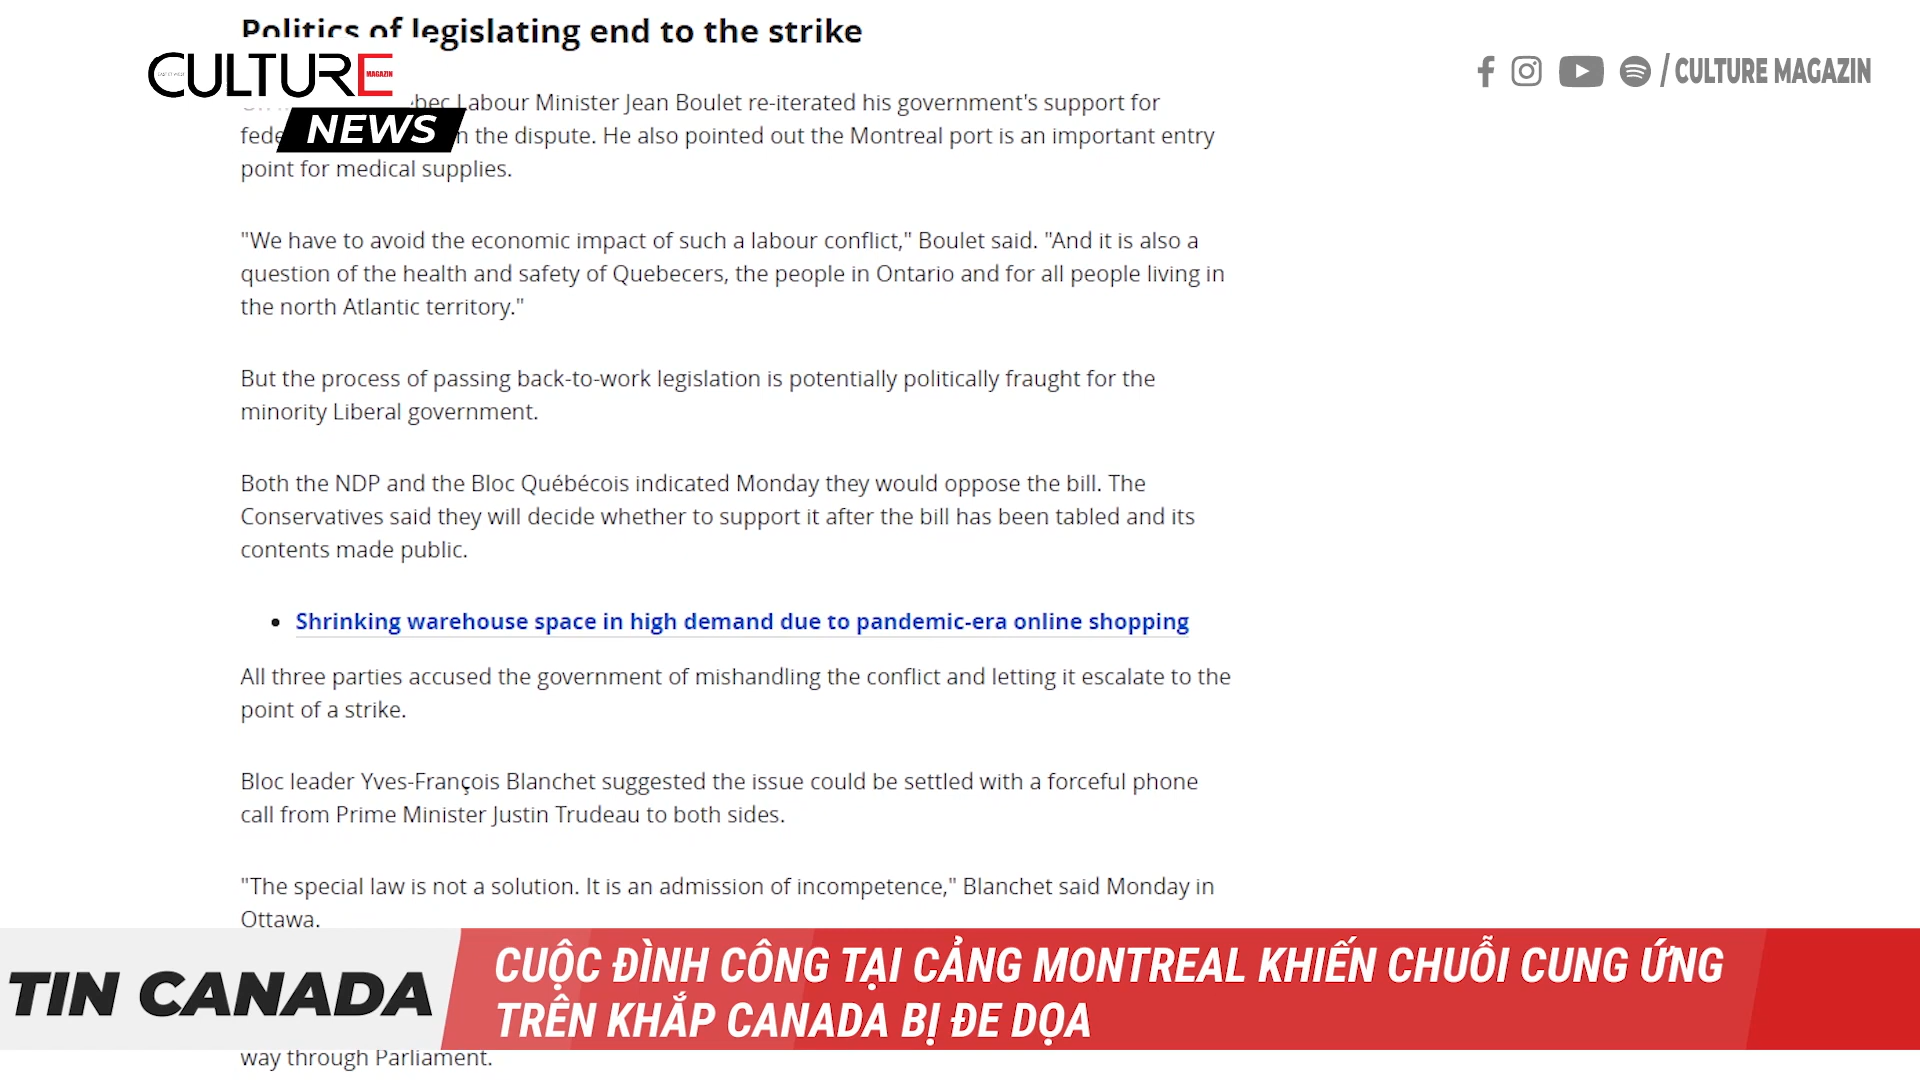 Politics of legislating end to the strike
CULTURE
MAGAZIN
NEWS
/ CULTURE MAGAZIN
Labour Minister Jean Boulet re-iterated his government's support for
the dispute. He also pointed out the Montreal port is an important entry
point for medical supplies.
"We have to avoid the economic impact of such a labour conflict," Boulet said. "And it is also a
question of the health and safety of Quebecers, the people in Ontario and for all people living in
the north Atlantic territory."
But the process of passing back-to-work legislation is potentially politically fraught for the
minority Liberal government.
Both the NDP and the Bloc Québécois indicated Monday they would oppose the bill. The
Conservatives said they will decide whether to support it after the bill has been tabled and its
contents made public.
• Shrinking warehouse space in high demand due to pandemic-era online shopping
All three parties accused the government of mishandling the conflict and letting it escalate to the
point of a strike.
Bloc leader Yves-François Blanchet suggested the issue could be settled with a forceful phone
call from Prime Minister Justin Trudeau to both sides.
"The special law is not a solution. It is an admission of incompetence," Blanchet said Monday in
Ottawa.
TIN CANADA
CUỘC ĐÌNH CÔNG TẠI CẢNG MONTREAL KHIẾN CHUỖI CUNG ỨNG
TRÊN KHẮP CANADA BỊ ĐE DỌA
way through Parliament.